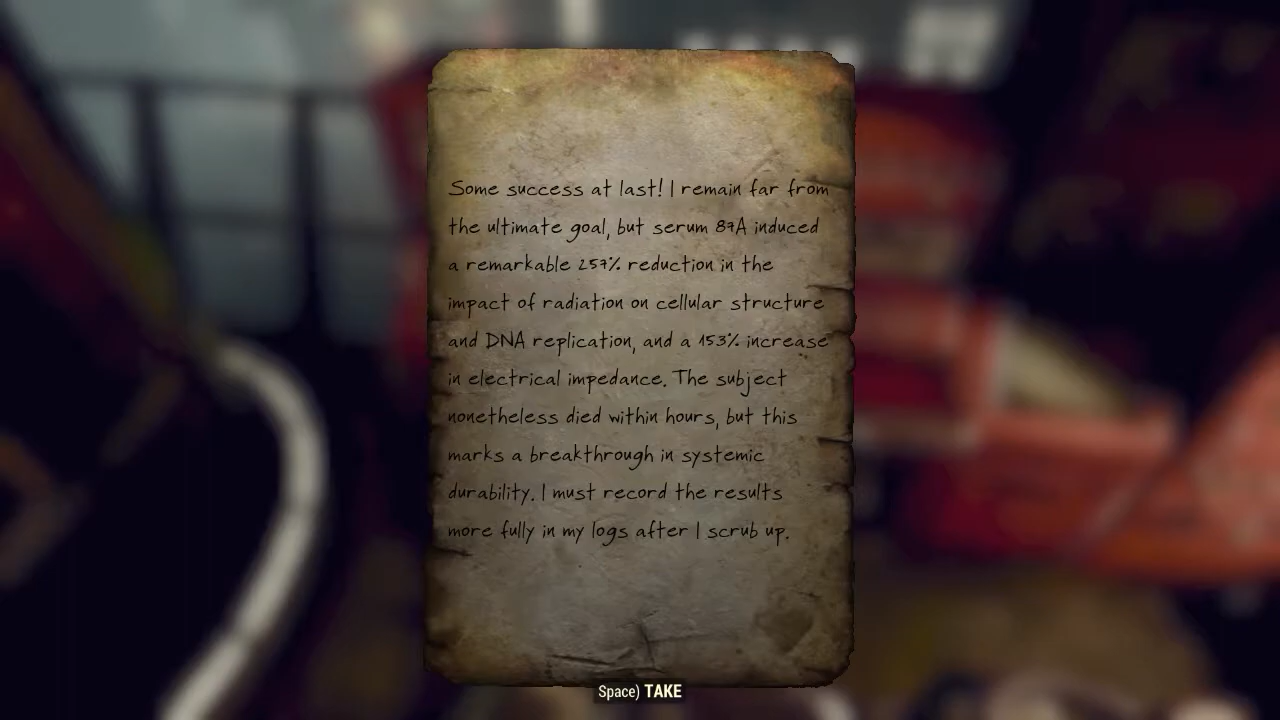 Some success at last! I remain far from
the ultimate goal, but serum 87A induced
a remarkable 257% reduction in the
impact of radiation on cellular structure
and DNA replication, and a 153% increase
in electrical impedance. The subject
nonetheless died within hours, but this
marks a breakthrough in systemic
durability. I must record the results
more fully in my logs after I scrub up.
Space) TAKE